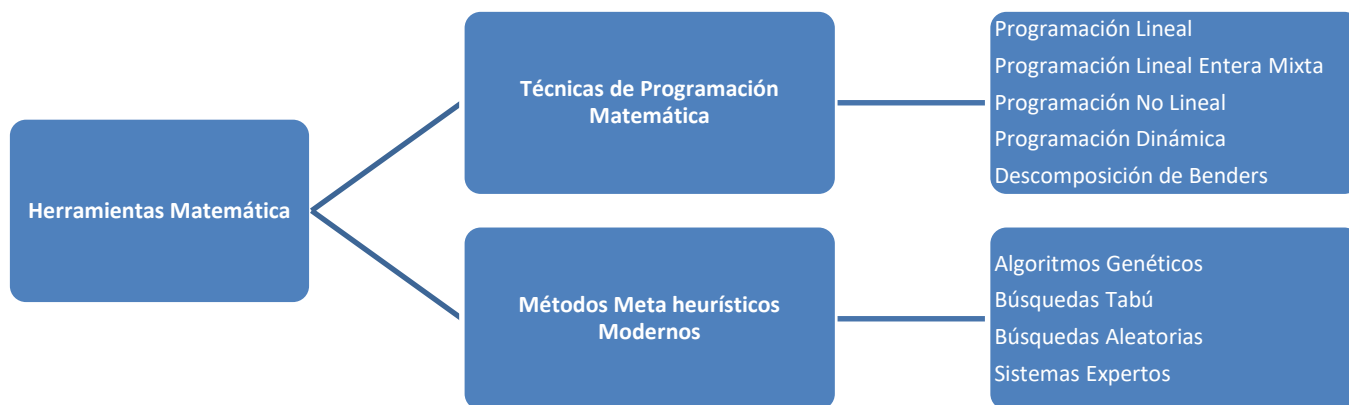 Herramientas Matemática
Técnicas de Programación
Matemática
Programación Lineal
Programación Lineal Entera Mixta
Programación No Lineal
Programación Dinámica
Descomposición de Benders
Métodos Meta heurísticos
Modernos
Algoritmos Genéticos
Búsquedas Tabú
Búsquedas Aleatorias
Sistemas Expertos